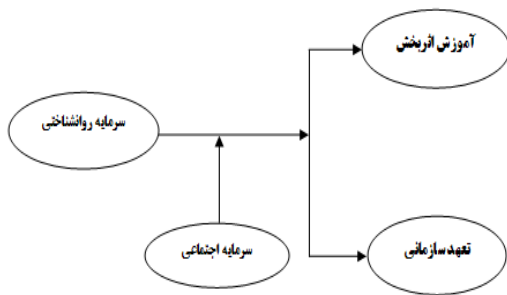 آموزش اثربخش
سرمایه روانشناختی
سرمایه اجتماعی
تعهد سازمانی